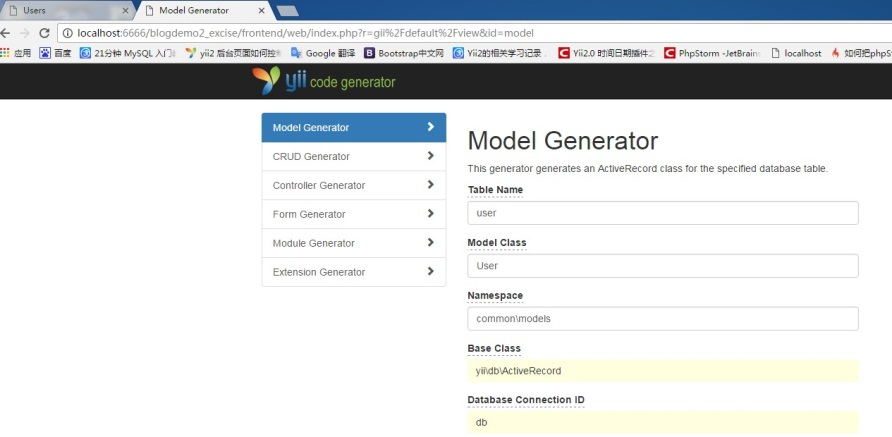 Users
Model Generator
localhost:6666/blogdemo2_excise/frontend/web/index.php?r=gii%2Fdefault%2Fview&id=model
应用 百度 21分钟 MySQL 入门 yii2 后台页面如何控 Google 翻译 Bootstrap中文网 Yii2的相关学习记录 Yii2.0 时间日期插件 PhpStorm -JetBrain localhost 如何把phpS
yii code generator
Model Generator
CRUD Generator
Controller Generator
Form Generator
Module Generator
Extension Generator
Model Generator
This generator generates an ActiveRecord class for the specified database table.
Table Name
user
Model Class
User
Namespace
common\models
Base Class
yii\db\ActiveRecord
Database Connection ID
db